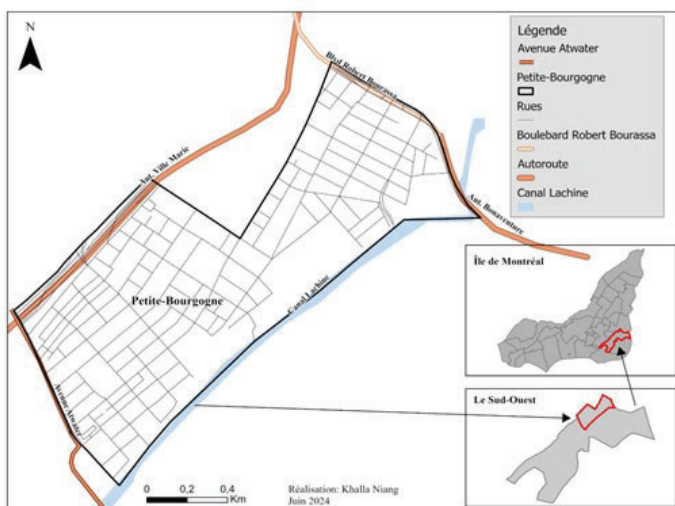 N
Blvd Robert Bourassa
Aut. Ville Marie
Aut. Bonaventure
Petite-Bourgogne
Canal Lachine
Avenue Atwater
0 0,2 0,4
Km
Réalisation: Khalla Niang
Juin 2024
Légende
Avenue Atwater
Petite-Bourgogne
Rues
Boulebard Robert Bourassa
Autoroute
Canal Lachine
Île de Montréal
Le Sud-Ouest